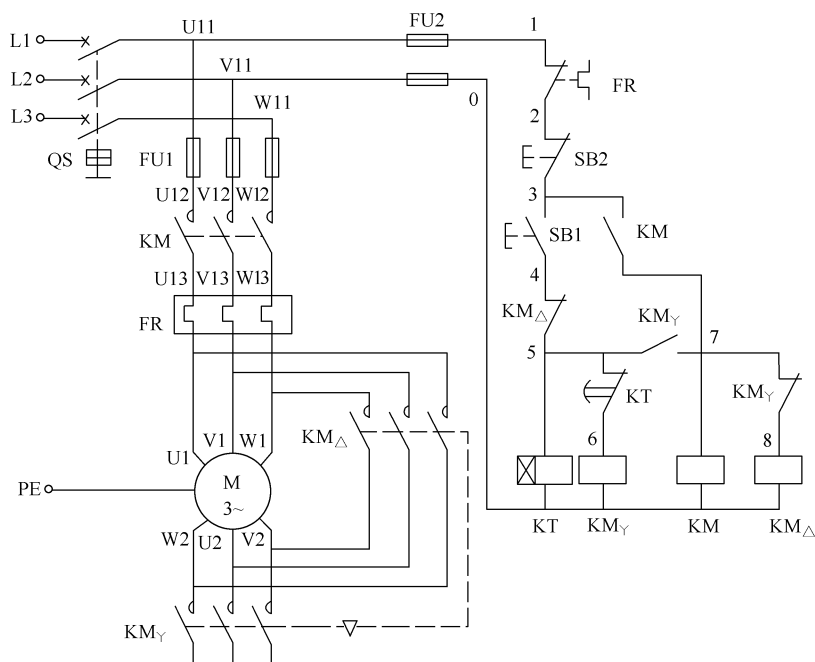 L1
L2
L3
QS
U11
V11
W11
FU2
1
0
FR
2
SB2
3
SB1
KM
4
KM△
5
KMY
7
KT
KMY
6
8
KT
KMY
KM
KM△
FU1
U12 V12 W12
KM
U13 V13 W13
FR
U1 V1 W1
KM△
PE
M
3~
W2 U2 V2
KMY